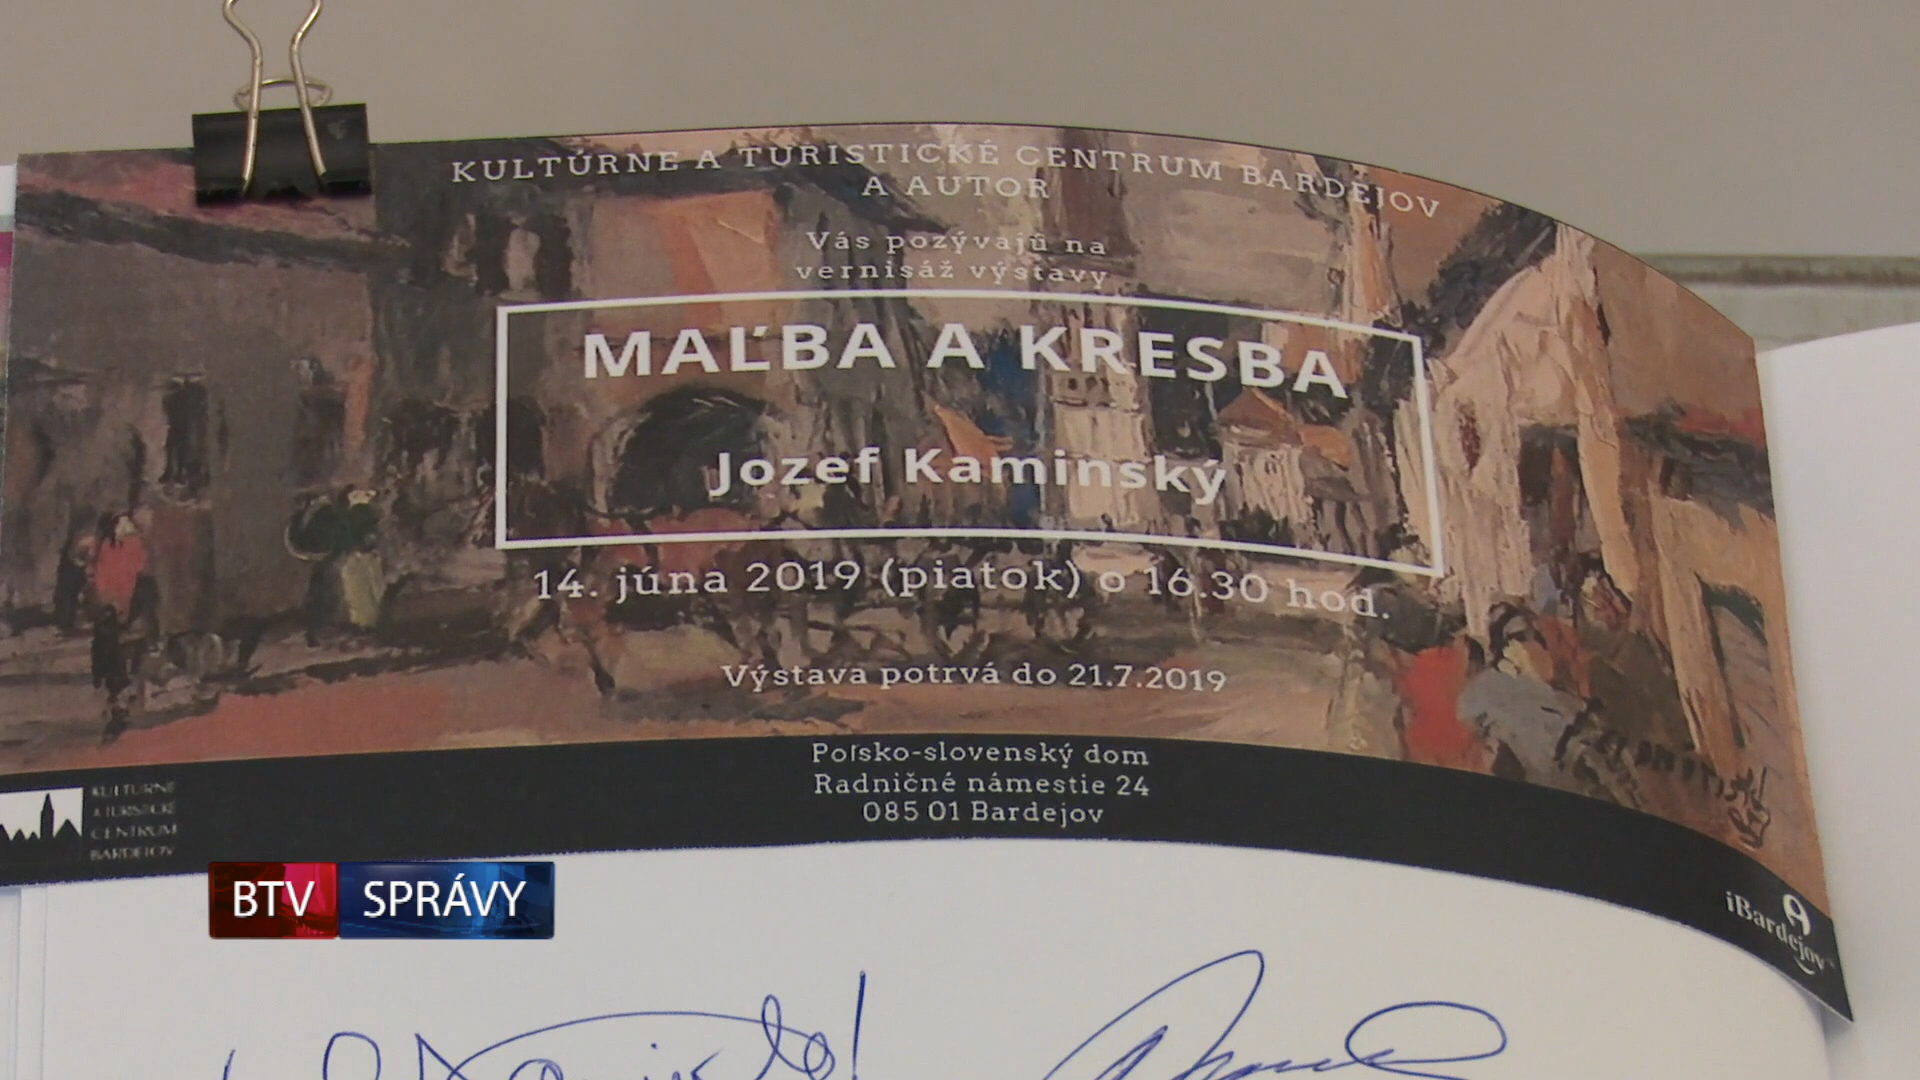 KULTÚRNE A TURISTICKÉ CENTRUM BARDEJOV
A AUTOR
Vás pozývajú na
vernisáž výstavy
MAĽBA A KRESBA
Jozef Kaminský
14. júna 2019 (piatok) o 16.30 hod.
Výstava potrvá do 21.7.2019
Poľsko-slovenský dom
Radničné námestie 24
085 01 Bardejov
KULTÚRNE
A TURISTICKÉ
CENTRUM
BARDEJOV
iBardejov
BTV SPRÁVY